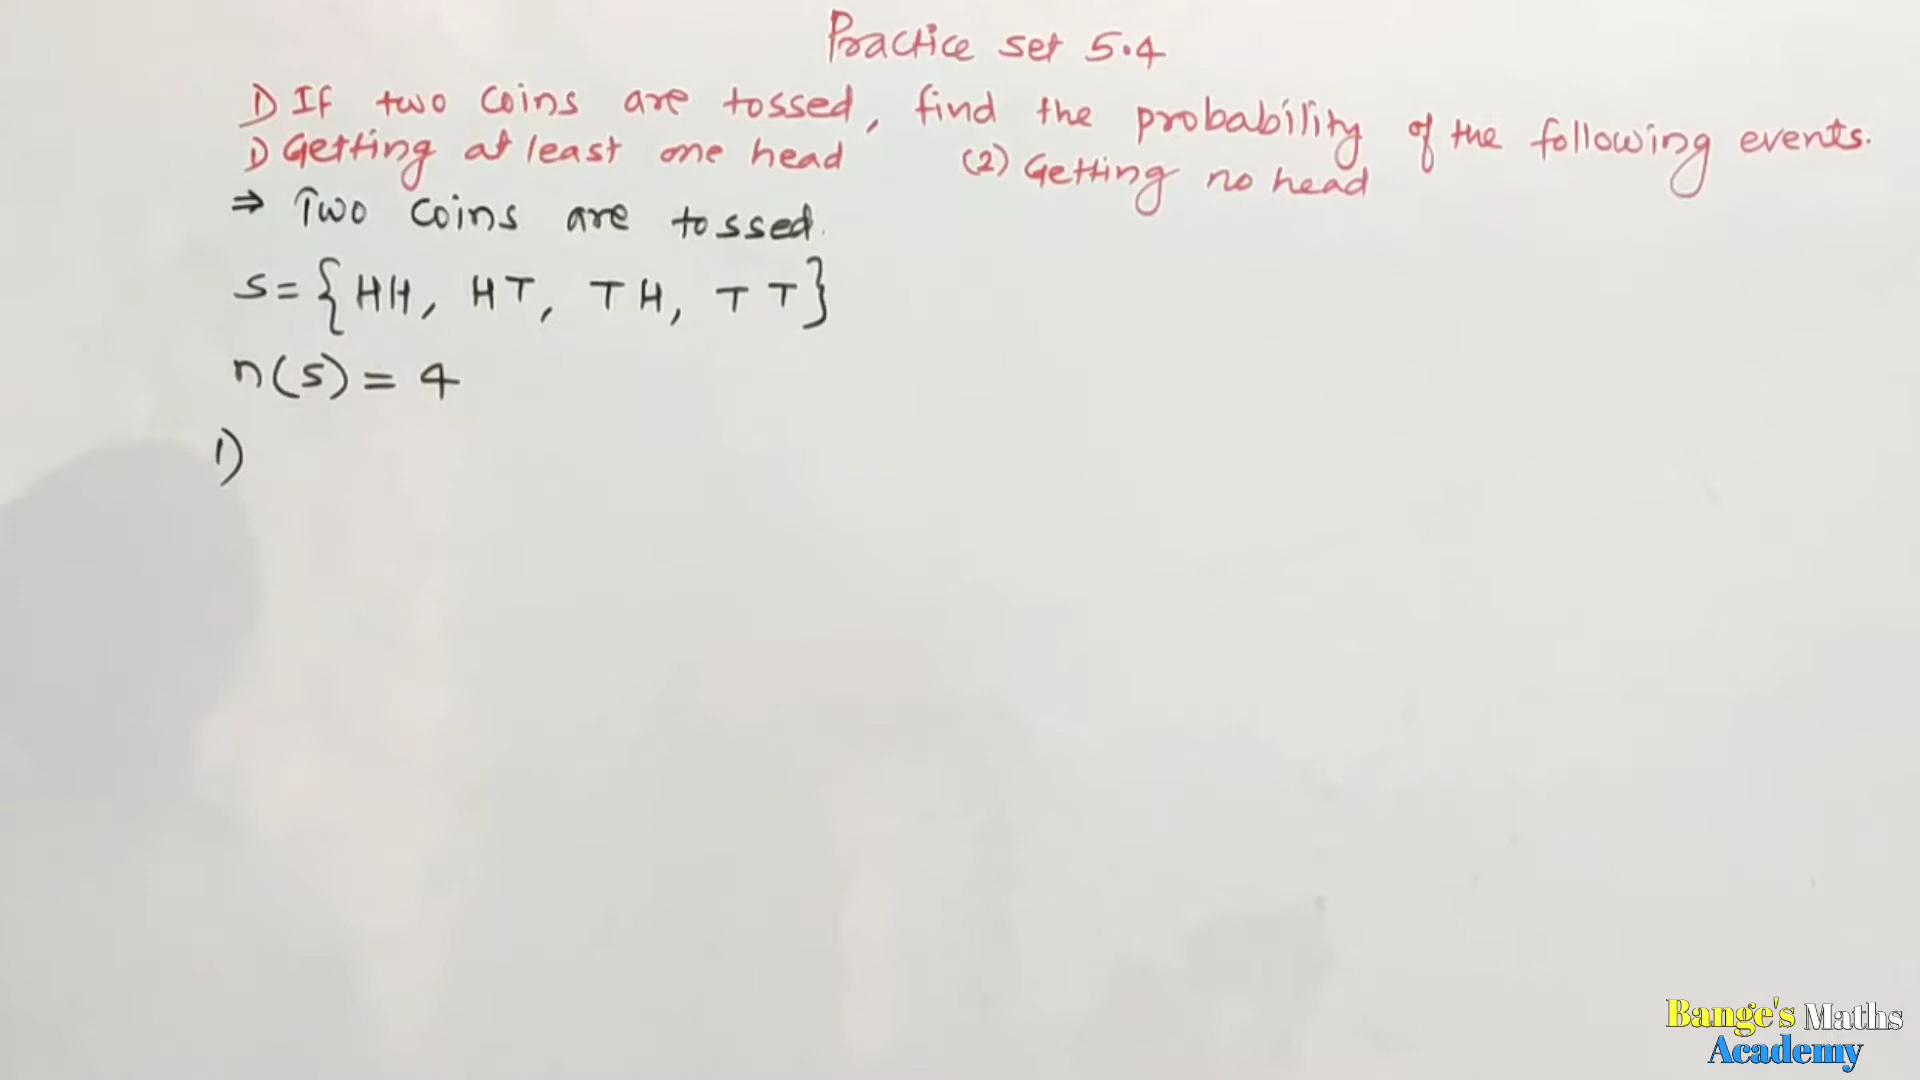 Practice set 5.4
1) If two coins are tossed, find the probability of the following events.
1) Getting at least one head (2) Getting no head
⇒ Two coins are tossed.
S = { HH, HT, TH, TT }
n(S) = 4
1)
Bange's Maths
Academy